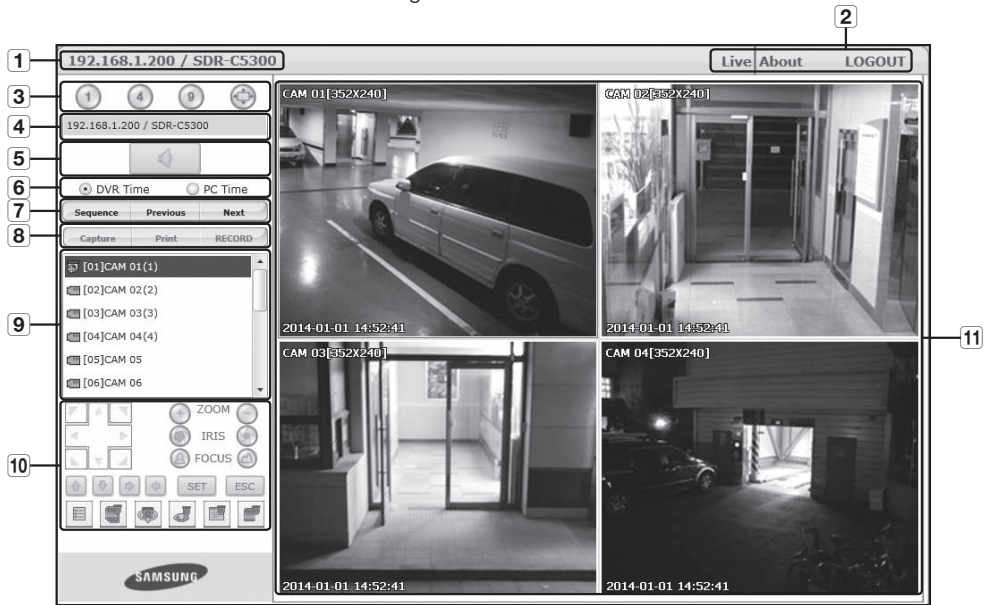 2
1
192.168.1.200 / SDR-C5300
Live About LOGOUT
3
1 4 9
4
192.168.1.200 / SDR-C5300
5
6
DVR Time PC Time
7
Sequence Previous Next
8
Capture Print RECORD
9
[01]CAM 01(1)
[02]CAM 02(2)
[03]CAM 03(3)
[04]CAM 04(4)
[05]CAM 05
[06]CAM 06
10
ZOOM
IRIS
FOCUS
SET ESC
SAMSUNG
CAM 01[352X240]
2014-01-01 14:52:41
CAM 02[352X240]
2014-01-01 14:52:41
CAM 03[352X240]
2014-01-01 14:52:41
CAM 04[352X240]
2014-01-01 14:52:41
11